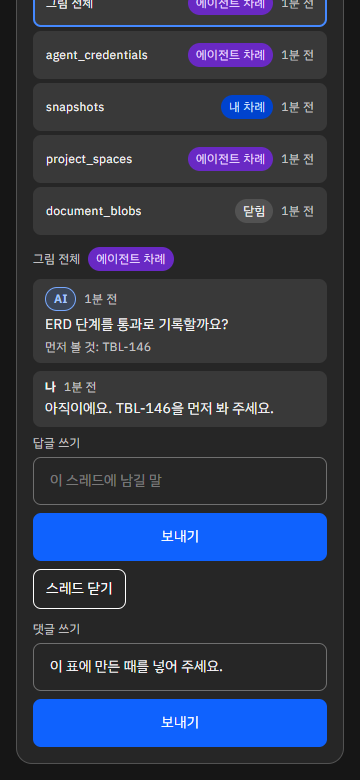 그림 전체 에이전트 차례 1분 전
agent_credentials 에이전트 차례 1분 전
snapshots 내 차례 1분 전
project_spaces 에이전트 차례 1분 전
document_blobs 닫힘 1분 전
그림 전체 에이전트 차례
AI 1분 전
ERD 단계를 통과로 기록할까요?
먼저 볼 것: TBL-146
나 1분 전
아직이에요. TBL-146을 먼저 봐 주세요.
답글 쓰기
이 스레드에 남길 말
보내기
스레드 닫기
댓글 쓰기
이 표에 만든 때를 넣어 주세요.
보내기